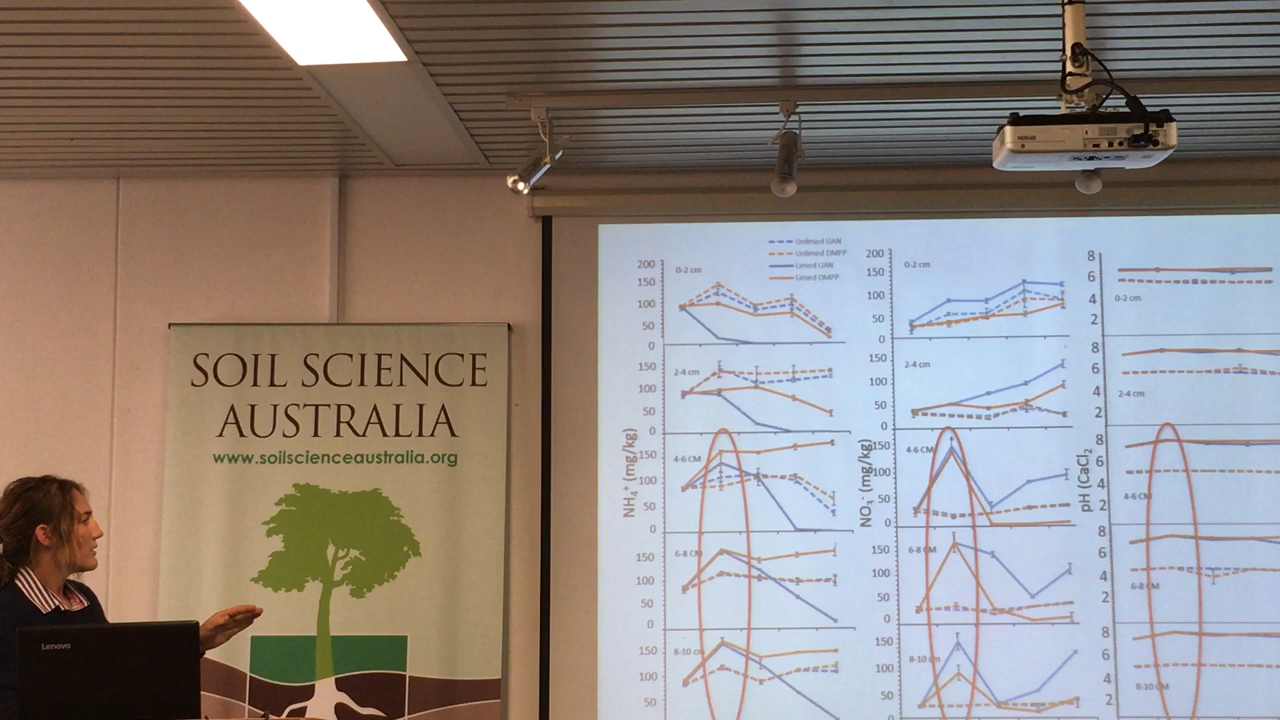 SOIL SCIENCE
AUSTRALIA
www.soilscienceaustralia.org
Lenovo
EPSON
Unlimed UAN
Unlimed DMPP
Limed UAN
Limed DMPP
NH₄⁺ (mg/kg)
200
150
100
50
0
0-2 cm
150
100
50
0
2-4 cm
150
100
50
0
4-6 CM
150
100
50
0
6-8 CM
150
100
50
8-10 cm
NO₃⁻ (mg/kg)
200
150
100
50
0
0-2 cm
150
100
50
0
2-4 cm
150
100
50
0
4-6 CM
150
100
50
0
6-8 CM
150
100
50
8-10 cm
pH (CaCl₂
8
6
4
2
0-2 cm
8
6
4
2
2-4 cm
8
6
4
2
4-6 CM
8
6
4
2
6-8 CM
8
6
4
2
8-10 CM